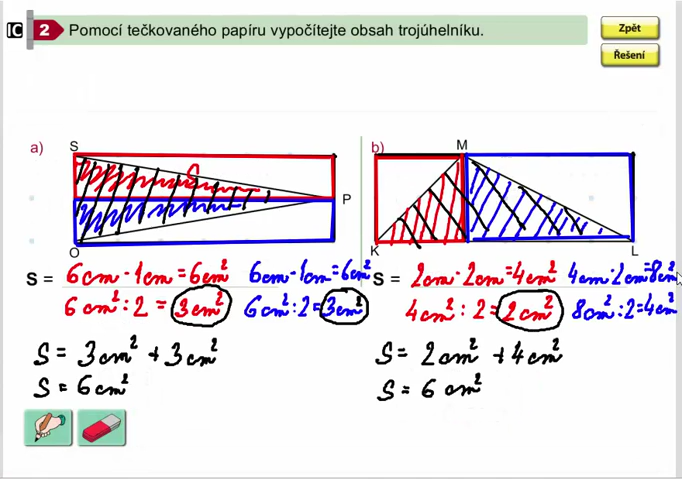 IC 2 Pomocí tečkovaného papíru vypočítejte obsah trojúhelníku.
Zpět
Řešení
a)
S
S
P
O
S = 6cm · 1cm = 6cm² 6cm · 1cm = 6cm²
6cm² : 2 = 3cm² 6cm² : 2 = 3cm²
S = 3cm² + 3cm²
S = 6cm²
b)
M
K
L
S = 2cm · 2cm = 4cm² 4cm · 2cm = 8cm²
4cm² : 2 = 2cm² 8cm² : 2 = 4cm²
S = 2cm² + 4cm²
S = 6 cm²